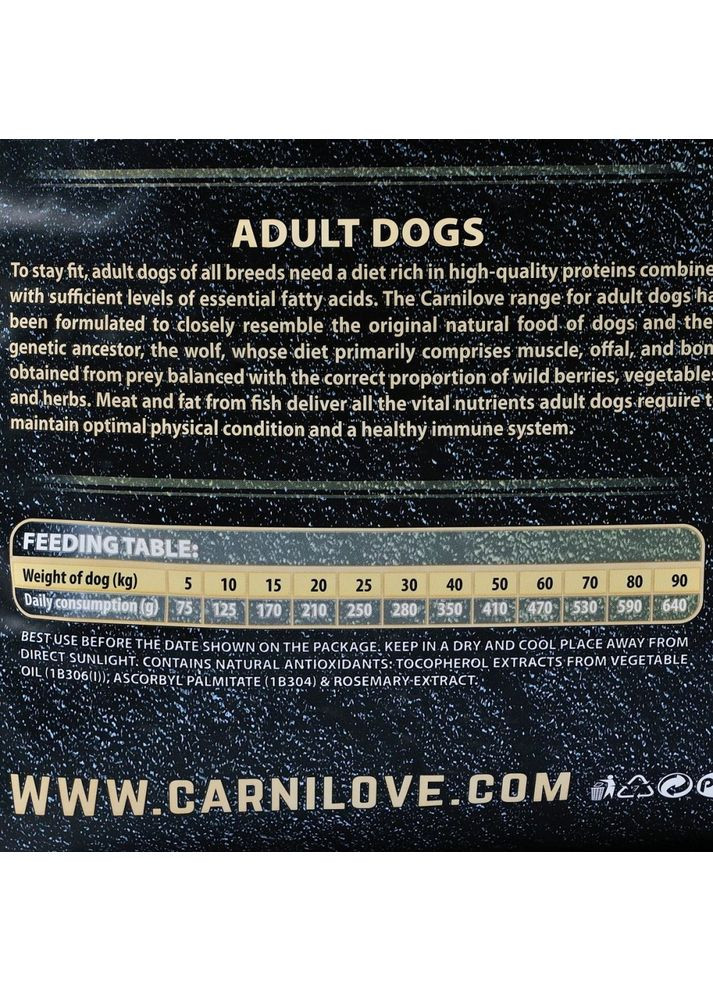 ADULT DOGS
To stay fit, adult dogs of all breeds need a diet rich in high-quality proteins combine
with sufficient levels of essential fatty acids. The Carnilove range for adult dogs ha
been formulated to closely resemble the original natural food of dogs and the
genetic ancestor, the wolf, whose diet primarily comprises muscle, offal, and bon
obtained from prey balanced with the correct proportion of wild berries, vegetables
and herbs. Meat and fat from fish deliver all the vital nutrients adult dogs require t
maintain optimal physical condition and a healthy immune system.
FEEDING TABLE:
Weight of dog (kg) 5 10 15 20 25 30 40 50 60 70 80 90
Daily consumption (g) 75 125 170 210 250 280 350 410 470 530 590 640
BEST USE BEFORE THE DATE SHOWN ON THE PACKAGE. KEEP IN A DRY AND COOL PLACE AWAY FROM
DIRECT SUNLIGHT. CONTAINS NATURAL ANTIOXIDANTS: TOCOPHEROL EXTRACTS FROM VEGETABLE
OIL (1B306(I)), ASCORBYL PALMITATE (1B304) & ROSEMARY EXTRACT.
WWW.CARNILOVE.COM